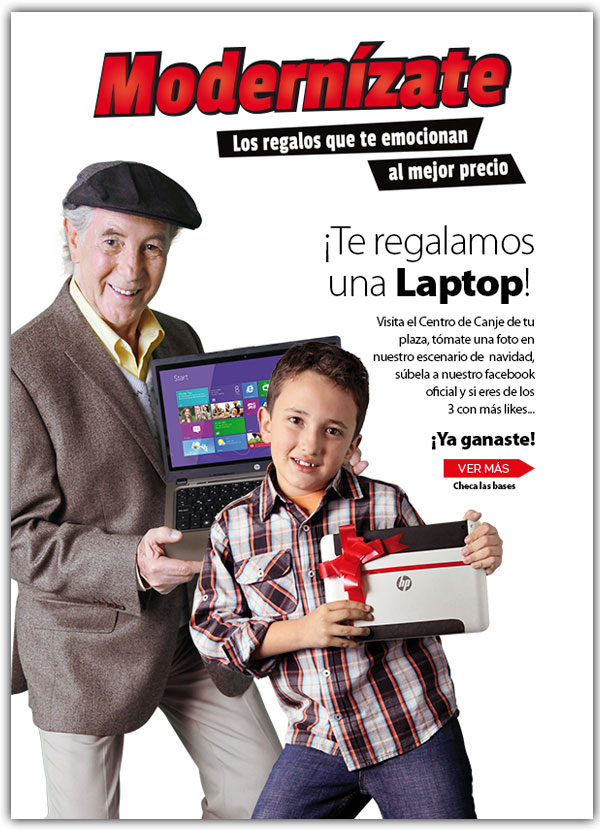 Modernízate
Los regalos que te emocionan
al mejor precio
¡Te regalamos
una Laptop!
Visita el Centro de Canje de tu
plaza, tómate una foto en
nuestro escenario de navidad,
súbela a nuestro facebook
oficial y si eres de los
3 con más likes...
¡Ya ganaste!
VER MÁS
Checa las bases
Start
hp
hp